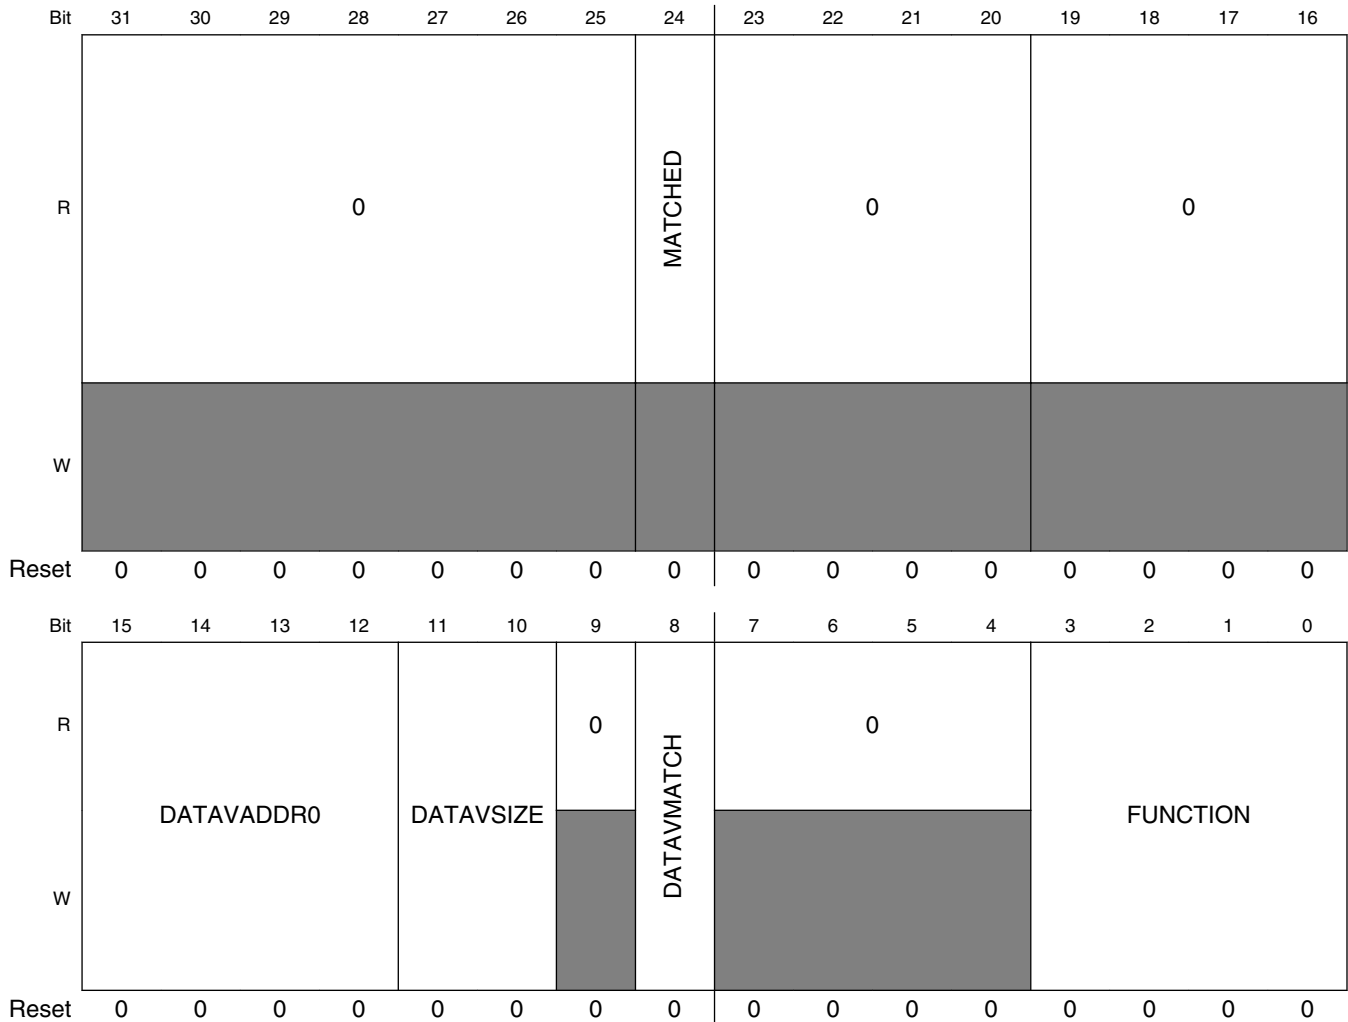 Bit 31 30 29 28 27 26 25 24 23 22 21 20 19 18 17 16
R 0 MATCHED 0 0
W
Reset 0 0 0 0 0 0 0 0 0 0 0 0 0 0 0 0
Bit 15 14 13 12 11 10 9 8 7 6 5 4 3 2 1 0
R 0 0
DATAVADDR0 DATAVSIZE DATAVMATCH FUNCTION
W
Reset 0 0 0 0 0 0 0 0 0 0 0 0 0 0 0 0